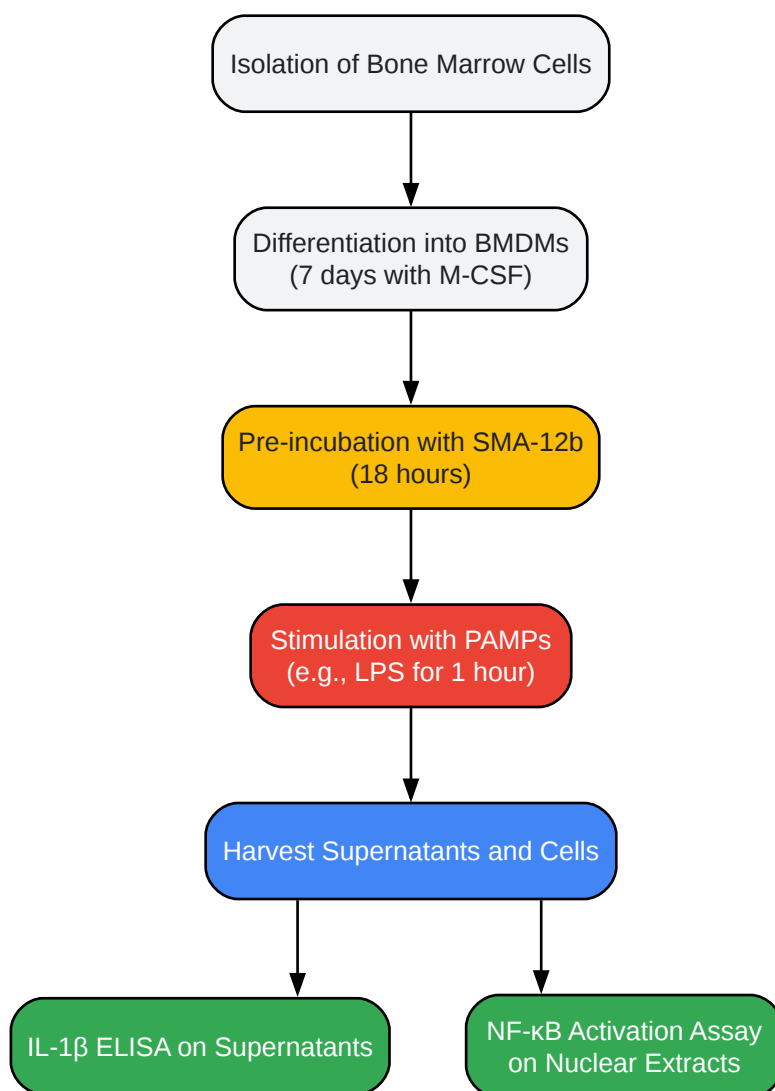 Isolation of Bone Marrow Cells
Differentiation into BMDMs
(7 days with M-CSF)
Pre-incubation with SMA-12b
(18 hours)
Stimulation with PAMPs
(e.g., LPS for 1 hour)
Harvest Supernatants and Cells
IL-1β ELISA on Supernatants
NF-κB Activation Assay
on Nuclear Extracts